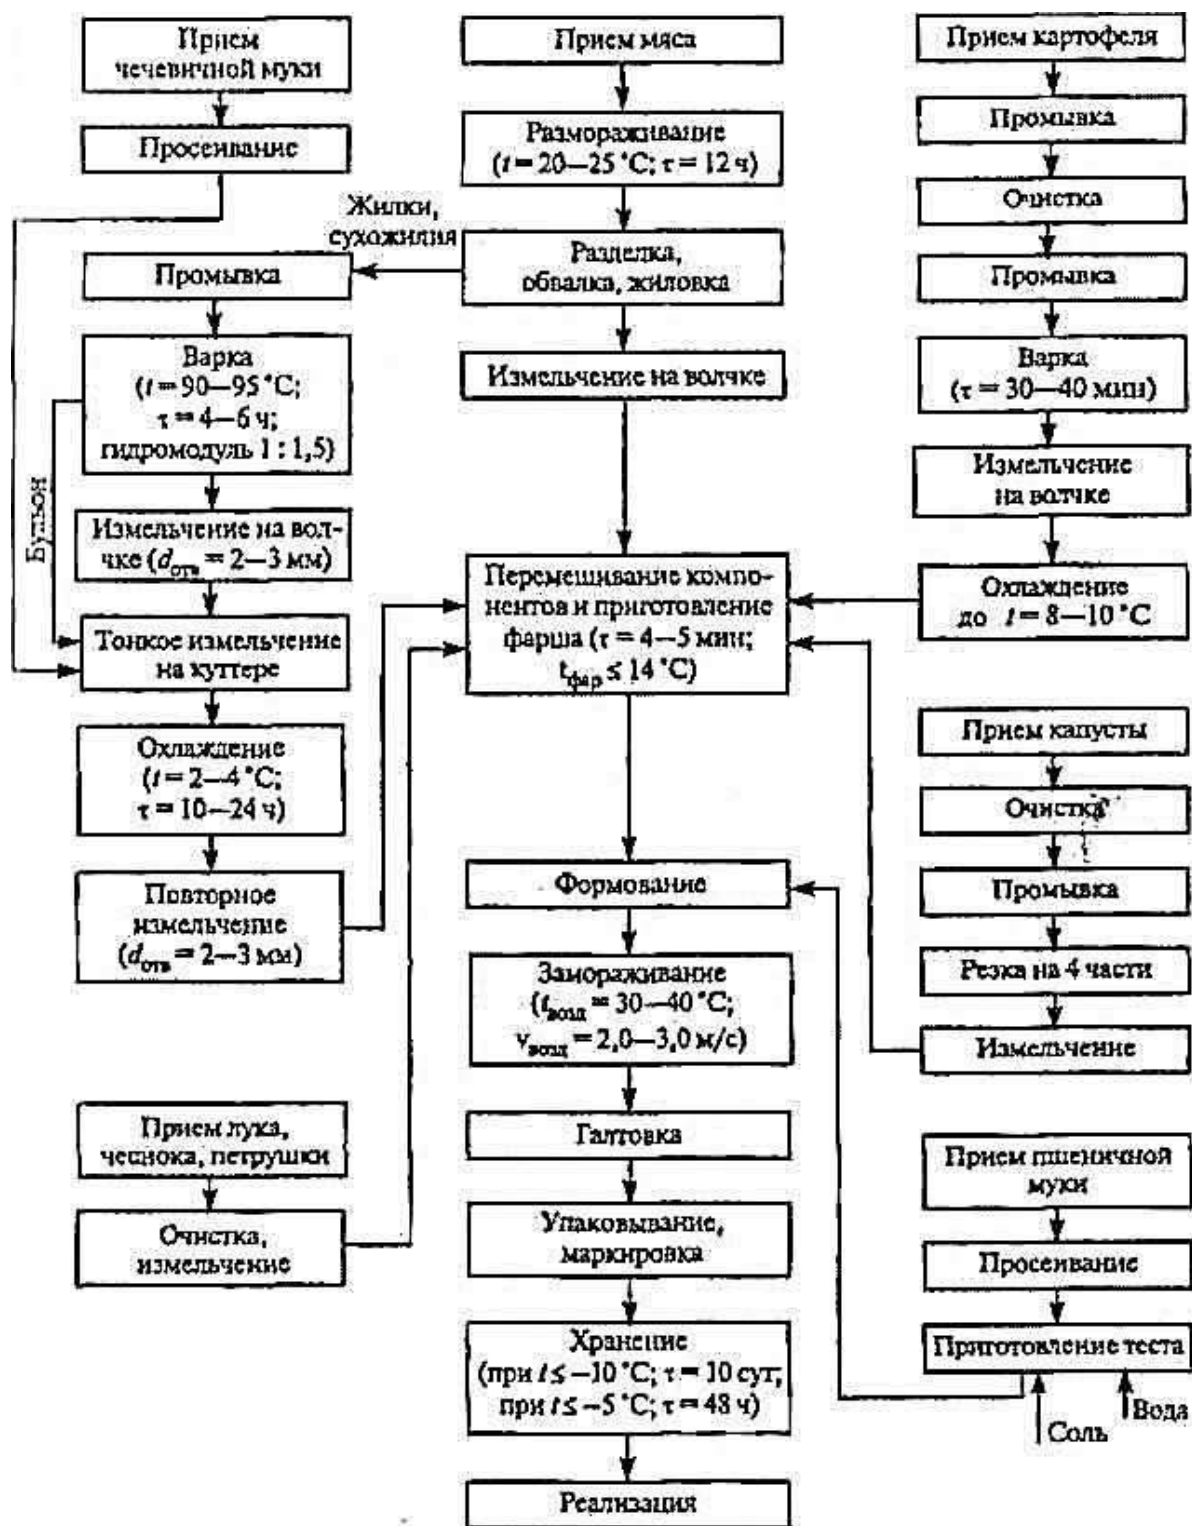 Прием
чечевичной муки
Просеивание
Жилки,
сухожилия
Промывка
Варка
(t = 90—95 °С;
τ = 4—6 ч;
гидромодуль 1 : 1,5)
Бульон
Измельчение на вол-
чке (dотв = 2—3 мм)
Тонкое измельчение
на куттере
Охлаждение
(t = 2—4 °С;
τ = 10—24 ч)
Повторное
измельчение
(dотв = 2—3 мм)
Прием лука,
чеснока, петрушки
Очистка,
измельчение
Прием мяса
Размораживание
(t = 20—25 °С; τ = 12 ч)
Разделка,
обвалка, жиловка
Измельчение на волчке
Перемешивание компо-
нентов и приготовление
фарша (τ = 4—5 мин;
tфар ≤ 14 °С)
Формование
Замораживание
(tвозд = 30—40 °С;
vвозд = 2,0—3,0 м/с)
Галтовка
Упаковывание,
маркировка
Хранение
(при t ≤ −10 °С; τ = 10 сут;
при t ≤ −5 °С; τ = 48 ч)
Реализация
Прием картофеля
Промывка
Очистка
Промывка
Варка
(τ = 30—40 мин)
Измельчение
на волчке
Охлаждение
до t = 8—10 °С
Прием капусты
Очистка
Промывка
Резка на 4 части
Измельчение
Прием пшеничной
муки
Просеивание
Приготовление теста
Вода
Соль